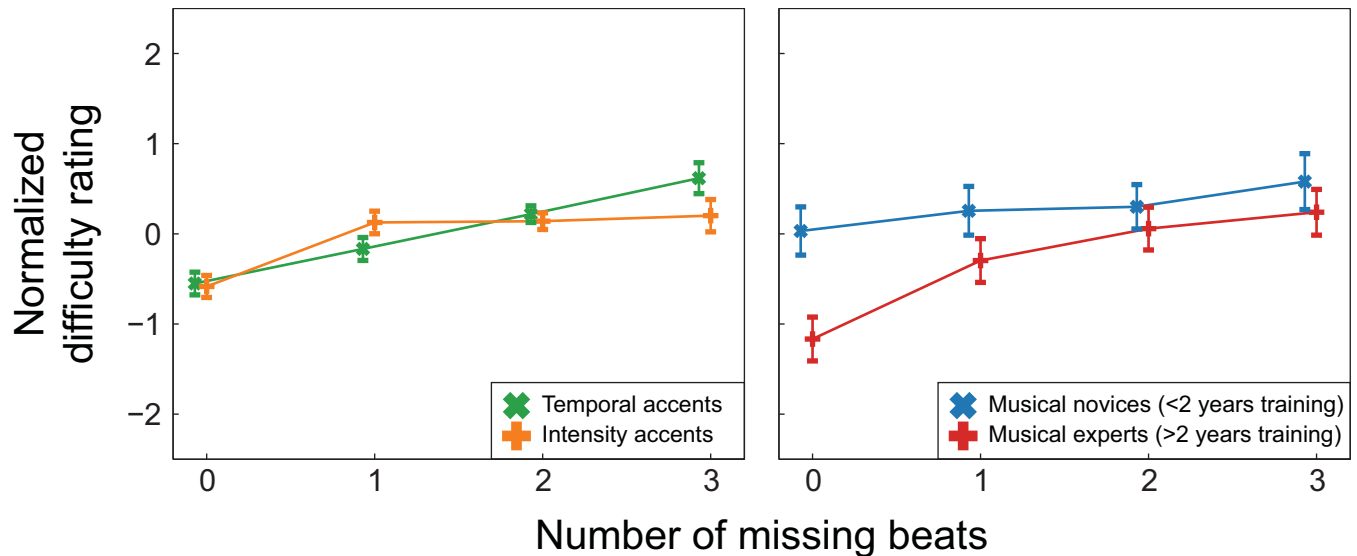 Normalized
difficulty rating
2
1
0
−1
−2
Temporal accents
Intensity accents
0 1 2 3
Musical novices (<2 years training)
Musical experts (>2 years training)
0 1 2 3
Number of missing beats